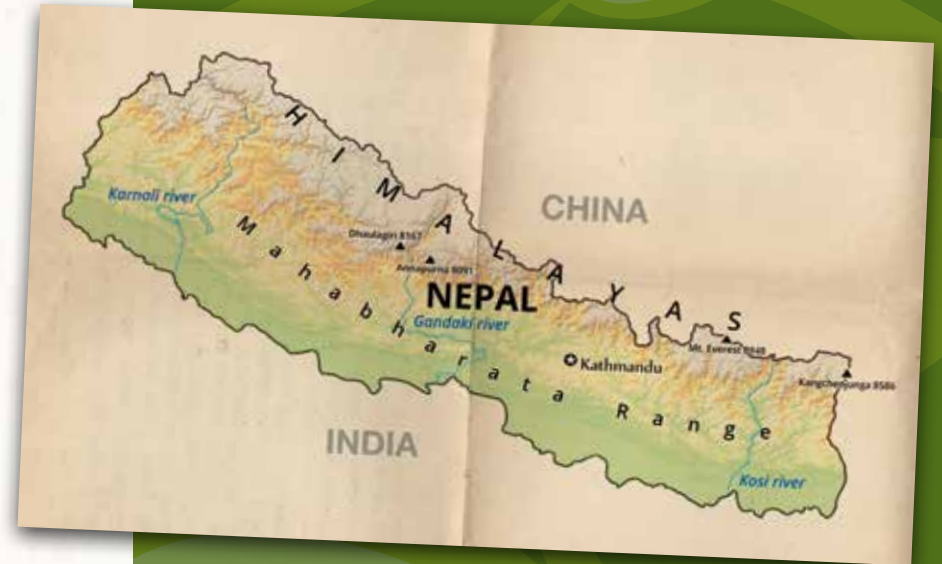 HIMALAYAS
CHINA
Karnali river
Mahabharata Range
Dhaulagiri 8167
Annapurna 8091
NEPAL
Gandaki river
Mt. Everest 8848
Kathmandu
Kangchenjunga 8586
INDIA
Kosi river